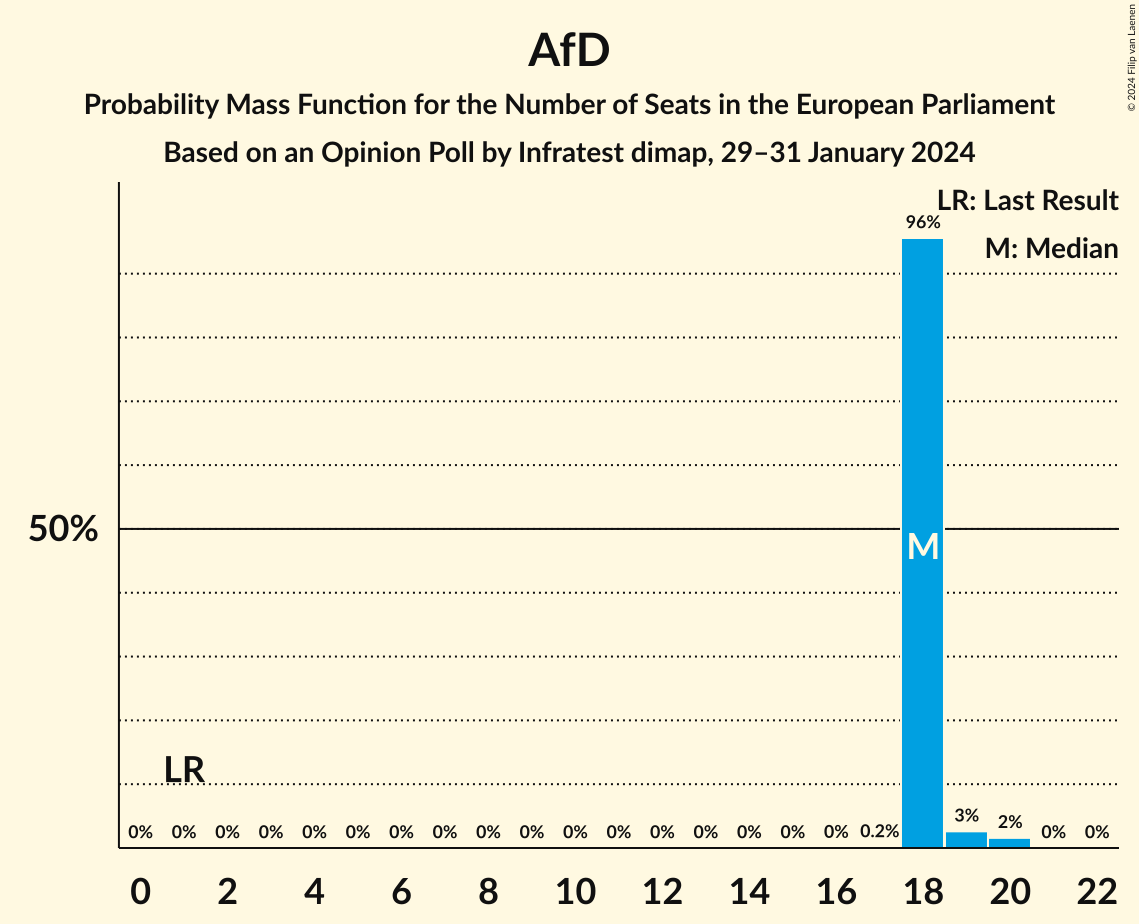 AfD
Probability Mass Function for the Number of Seats in the European Parliament
Based on an Opinion Poll by Infratest dimap, 29–31 January 2024
© 2024 Filip van Laenen
LR: Last Result
M: Median
96%
50%
M
LR
0% 0% 0% 0% 0% 0% 0% 0% 0% 0% 0% 0% 0% 0% 0% 0% 0% 0.2% 3% 2% 0% 0%
0 2 4 6 8 10 12 14 16 18 20 22